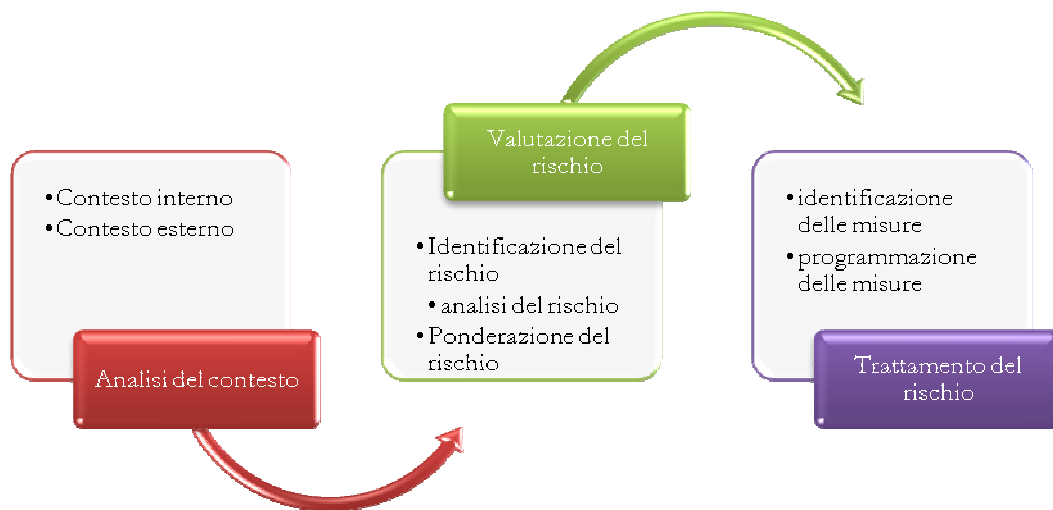 • Contesto interno
• Contesto esterno
Analisi del contesto
Valutazione del
rischio
• Identificazione del
rischio
• analisi del rischio
• Ponderazione del
rischio
• identificazione
delle misure
• programmazione
delle misure
Trattamento del
rischio